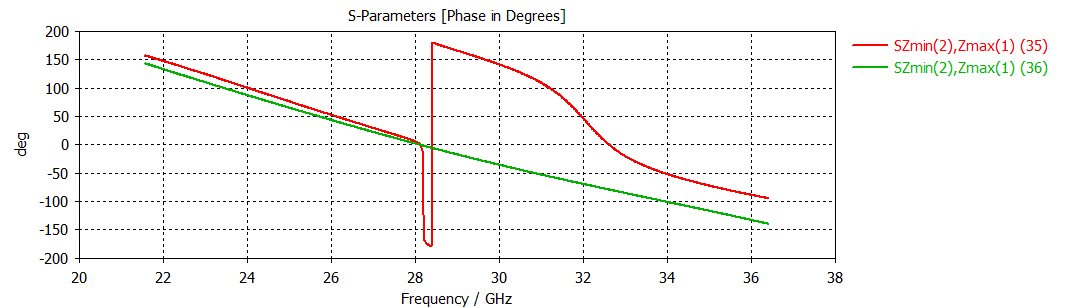 S-Parameters [Phase in Degrees]
200
150
100
50
0
-50
-100
-150
-200
deg
20 22 24 26 28 30 32 34 36 38
Frequency / GHz
SZmin(2),Zmax(1) (35)
SZmin(2),Zmax(1) (36)